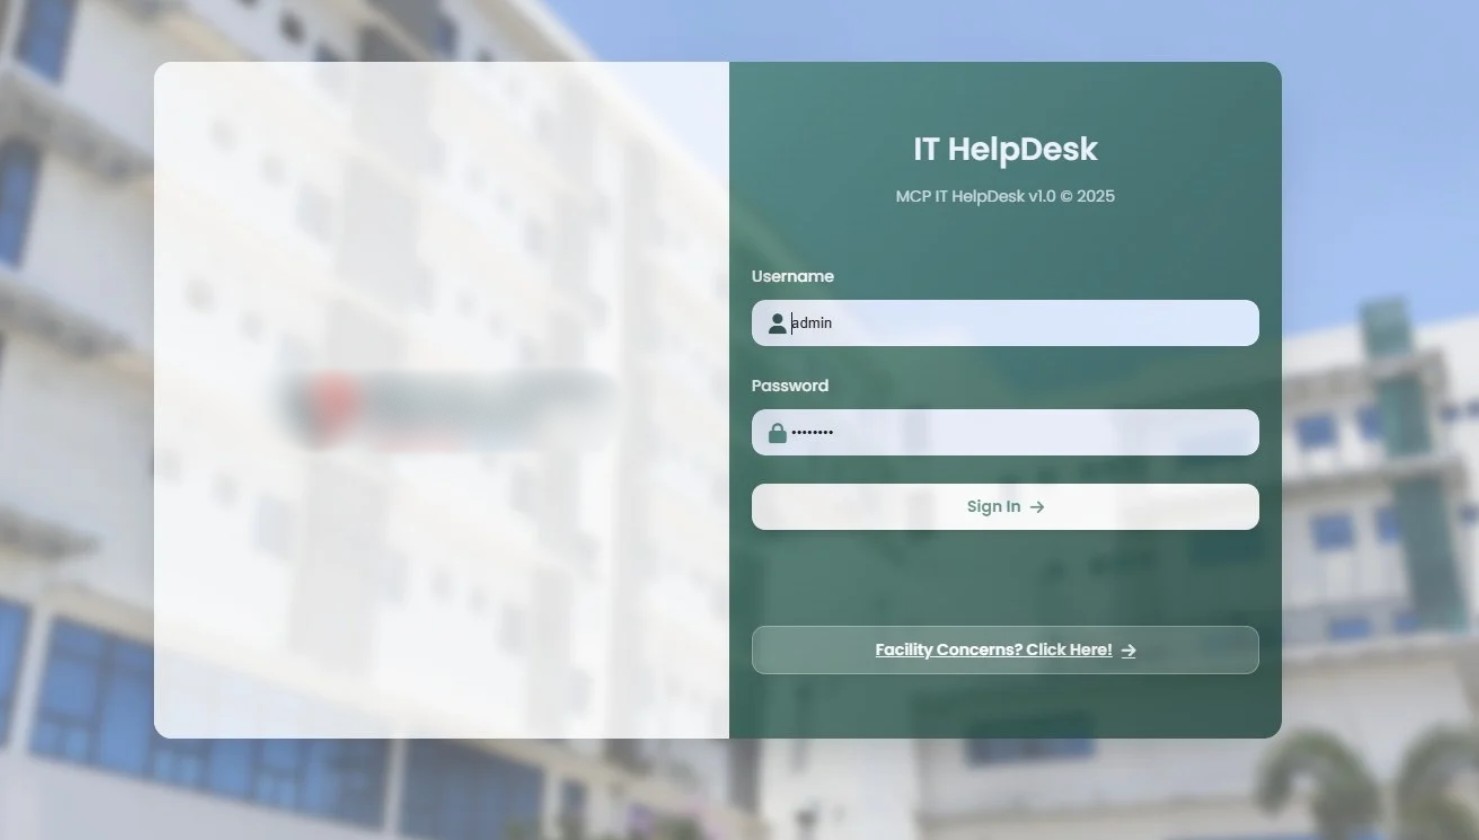 IT HelpDesk
MCP IT HelpDesk v1.0 © 2025
Username
admin
Password
••••••••
Sign In →
Facility Concerns? Click Here! →